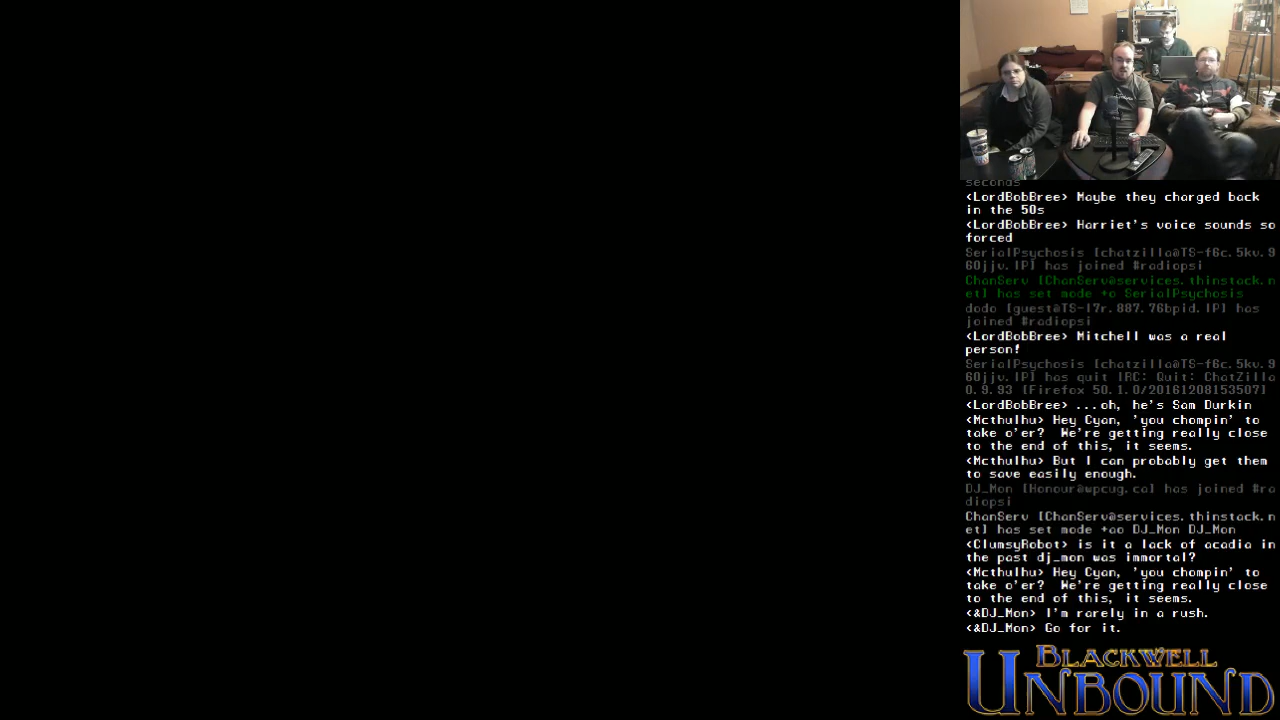 seconds
<LordBobBree> Maybe they charged back
in the 50s
<LordBobBree> Harriet's voice sounds so
forced
SerialPsychosis [chatzilla@TS-f6c.5kv.9
60jjv.IP] has joined #radiopsi
ChanServ [ChanServ@services.thinstack.n
et] has set mode +o SerialPsychosis
dodo [guest@TS-l7r.887.76bpid.IP] has
joined #radiopsi
<LordBobBree> Mitchell was a real
person!
SerialPsychosis [chatzilla@TS-f6c.5kv.9
60jjv.IP] has quit IRC: Quit: ChatZilla
0.9.93 [Firefox 50.1.0/20161208153507]
<LordBobBree> ...oh, he's Sam Durkin
<Mcthulhu> Hey Cyan, 'you chompin' to
take o'er?  We're getting really close
to the end of this, it seems.
<Mcthulhu> But I can probably get them
to save easily enough.
DJ_Mon [Honour@wpcug.ca] has joined #ra
diopsi
ChanServ [ChanServ@services.thinstack.n
et] has set mode +ao DJ_Mon DJ_Mon
<ClumsyRobot> is it a lack of acadia in
the past dj_mon was immortal?
<Mcthulhu> Hey Cyan, 'you chompin' to
take o'er?  We're getting really close
to the end of this, it seems.
<&DJ_Mon> I'm rarely in a rush.
<&DJ_Mon> Go for it.
BLACKWELL
UNBOUND